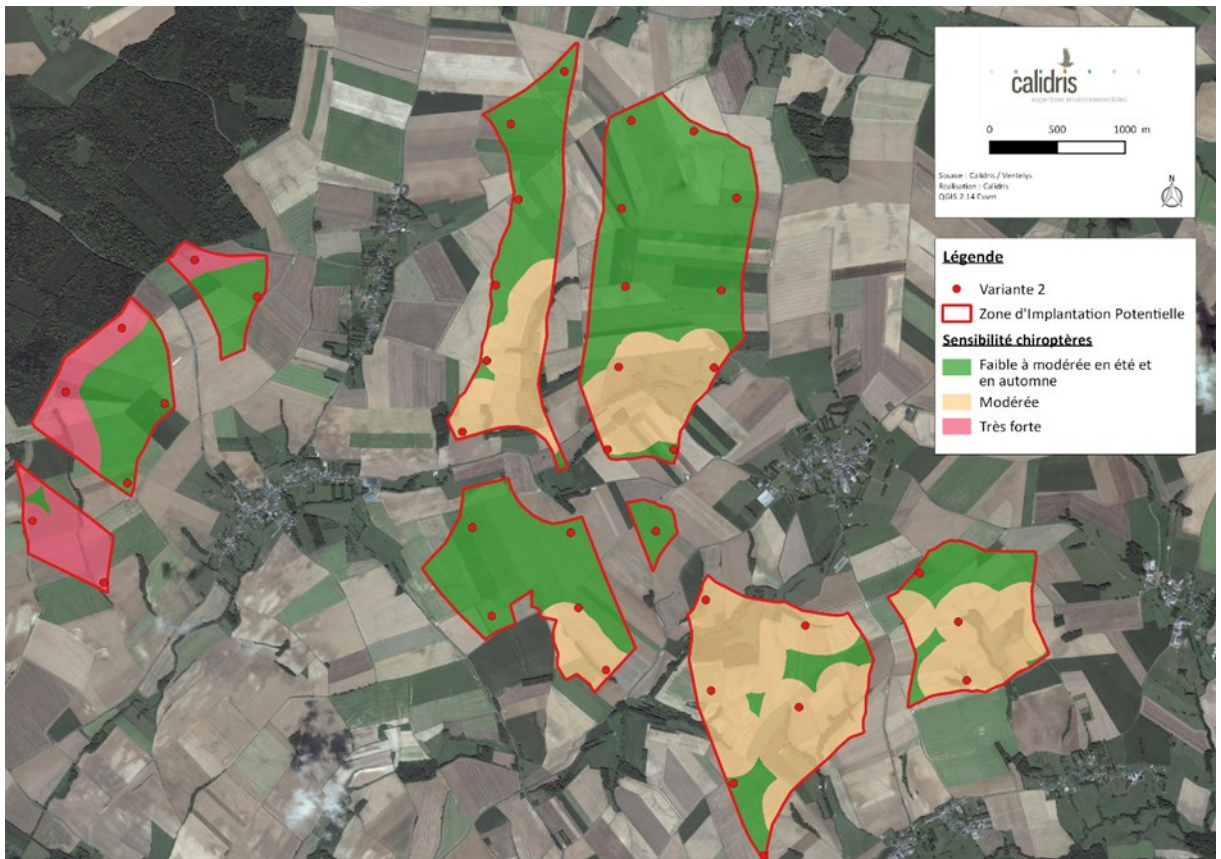 calidris
expertises environnementales
0 500 1000 m
Source : Calidris / Ventelys
Réalisation : Calidris
QGIS 2.14 Essen
N
Légende
Variante 2
Zone d'Implantation Potentielle
Sensibilité chiroptères
Faible à modérée en été et
en automne
Modérée
Très forte